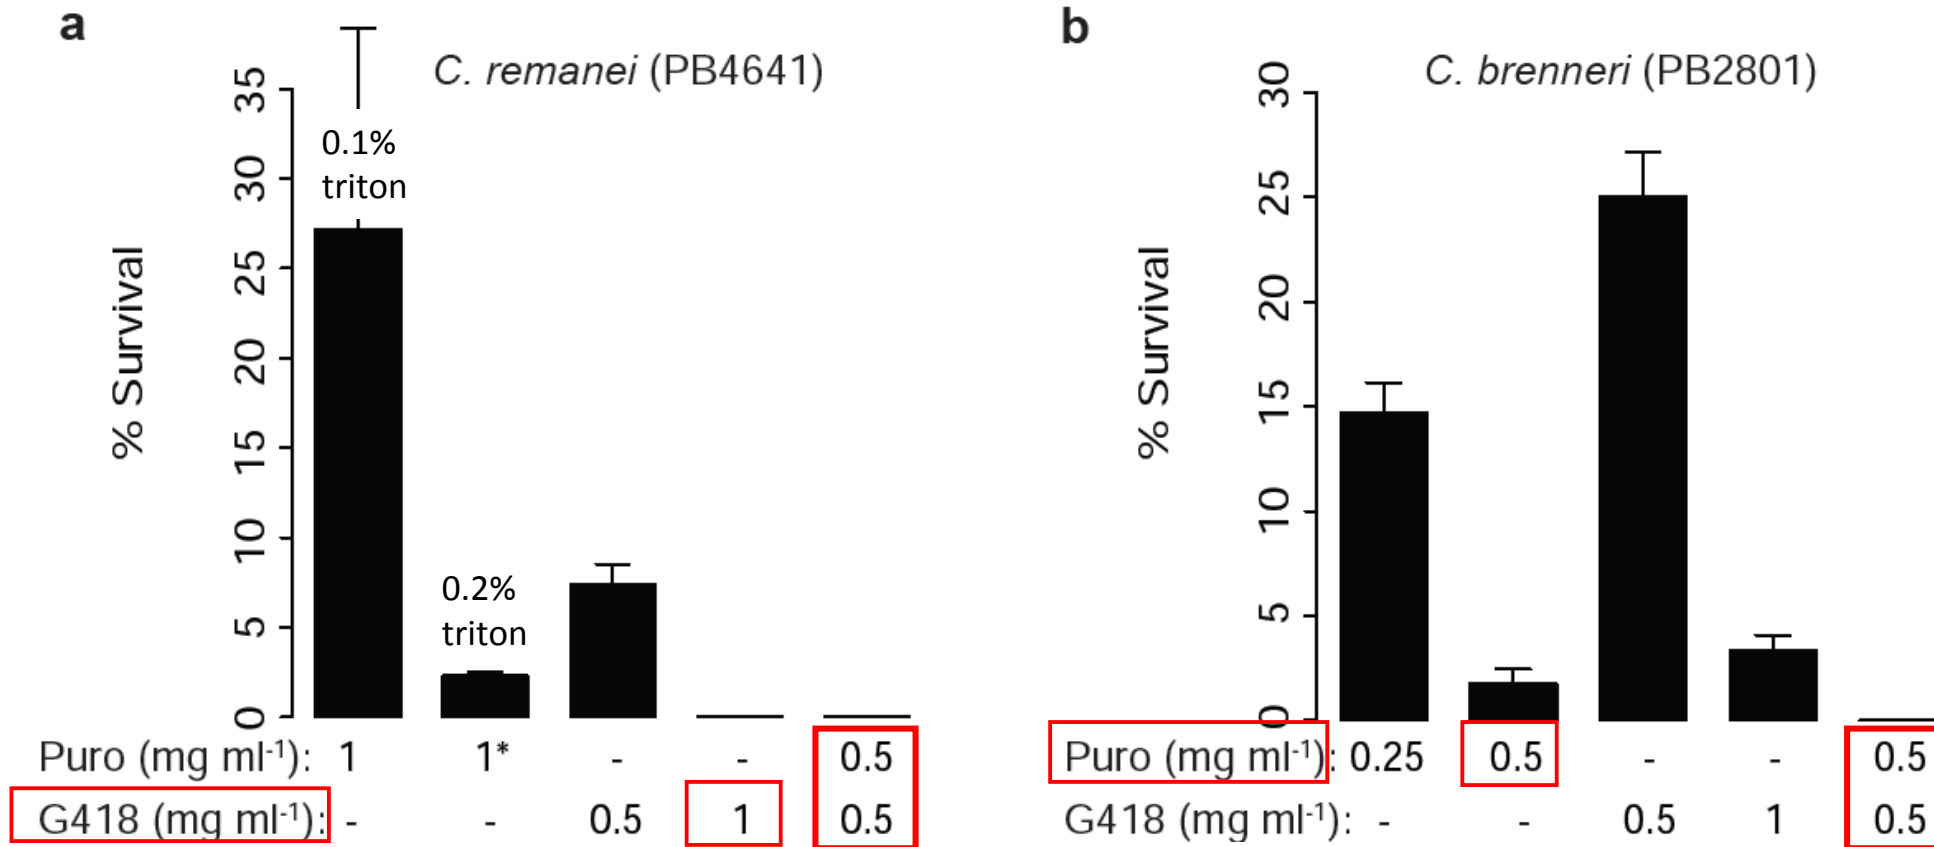 a
C. remanei (PB4641)
% Survival
35
30
25
20
15
10
5
0
0.1%
triton
0.2%
triton
Puro (mg ml-1): 1 1* - - 0.5
G418 (mg ml-1): - - 0.5 1 0.5
b
C. brenneri (PB2801)
% Survival
30
25
20
15
10
5
0
Puro (mg ml-1): 0.25 0.5 - - 0.5
G418 (mg ml-1): - - 0.5 1 0.5